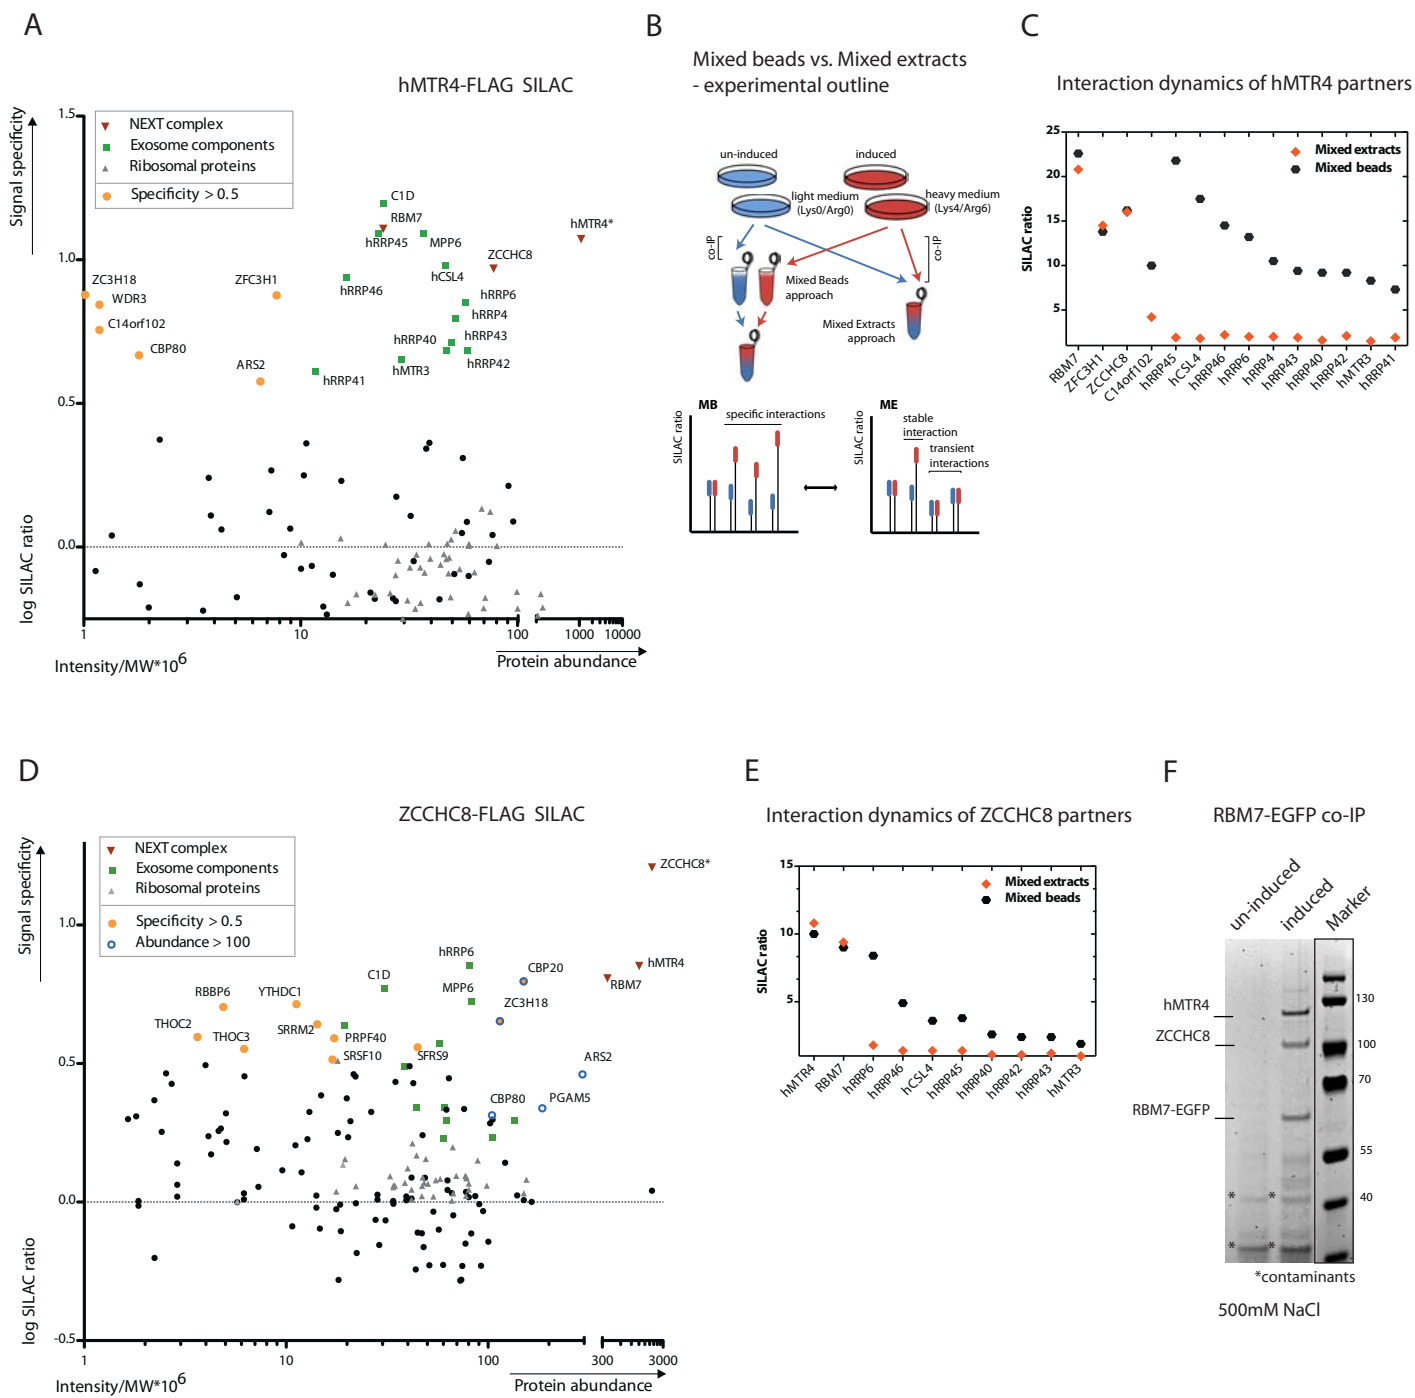 A
hMTR4-FLAG SILAC
Signal specificity
log SILAC ratio
1.5
1.0
0.5
0.0
NEXT complex
Exosome components
Ribosomal proteins
Specificity > 0.5
C1D
RBM7
hRRP45
MPP6
hMTR4*
ZCCHC8
hCSL4
hRRP46
ZC3H18
WDR3
ZFC3H1
C14orf102
CBP80
hRRP6
hRRP4
hRRP43
hRRP40
hRRP42
hMTR3
ARS2
hRRP41
1
10
100
1000
10000
Intensity/MW*10⁶
Protein abundance
B
Mixed beads vs. Mixed extracts
- experimental outline
un-induced
induced
light medium
(Lys0/Arg0)
heavy medium
(Lys4/Arg6)
co-IP
co-IP
Mixed Beads
approach
Mixed Extracts
approach
MB
specific interactions
SILAC ratio
ME
stable
interaction
transient
interactions
SILAC ratio
C
Interaction dynamics of hMTR4 partners
25
20
15
10
5
SILAC ratio
Mixed extracts
Mixed beads
RBM7
ZFC3H1
ZCCHC8
C14orf102
hRRP45
hCSL4
hRRP46
hRRP6
hRRP4
hRRP43
hRRP40
hRRP42
hMTR3
hRRP41
D
ZCCHC8-FLAG SILAC
Signal specificity
log SILAC ratio
1.0
0.5
0.0
-0.5
NEXT complex
Exosome components
Ribosomal proteins
Specificity > 0.5
Abundance > 100
ZCCHC8*
hRRP6
hMTR4
CBP20
RBM7
C1D
MPP6
ZC3H18
RBBP6
YTHDC1
THOC2
THOC3
SRRM2
PRPF40
SRSF10
SFRS9
ARS2
CBP80
PGAM5
1
10
100
300
3000
Intensity/MW*10⁶
Protein abundance
E
Interaction dynamics of ZCCHC8 partners
15
10
5
SILAC ratio
Mixed extracts
Mixed beads
hMTR4
RBM7
hRRP6
hRRP46
hCSL4
hRRP45
hRRP40
hRRP42
hRRP43
hMTR3
F
RBM7-EGFP co-IP
un-induced
induced
Marker
hMTR4
ZCCHC8
RBM7-EGFP
130
100
70
55
40
* *
* *
*contaminants
500mM NaCl